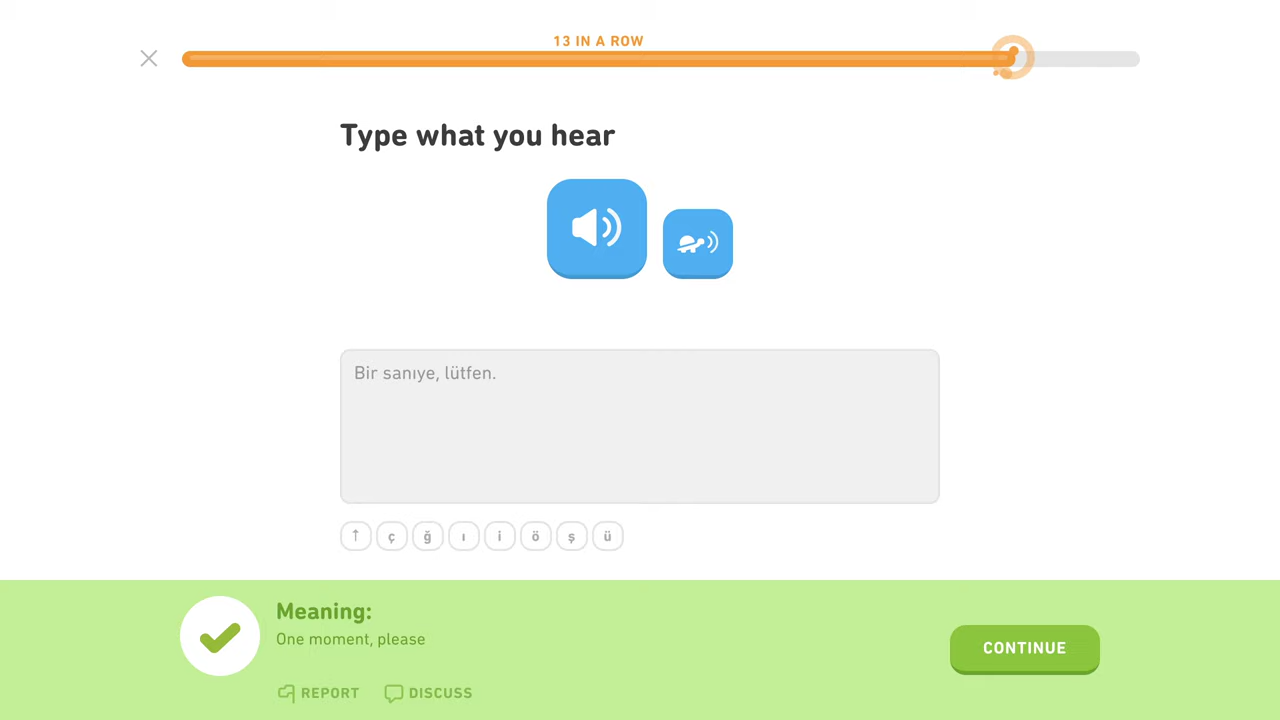 13 IN A ROW
Type what you hear
Bir sanıye, lütfen.
↑ ç ğ ı i ö ş ü
Meaning:
One moment, please
CONTINUE
REPORT DISCUSS